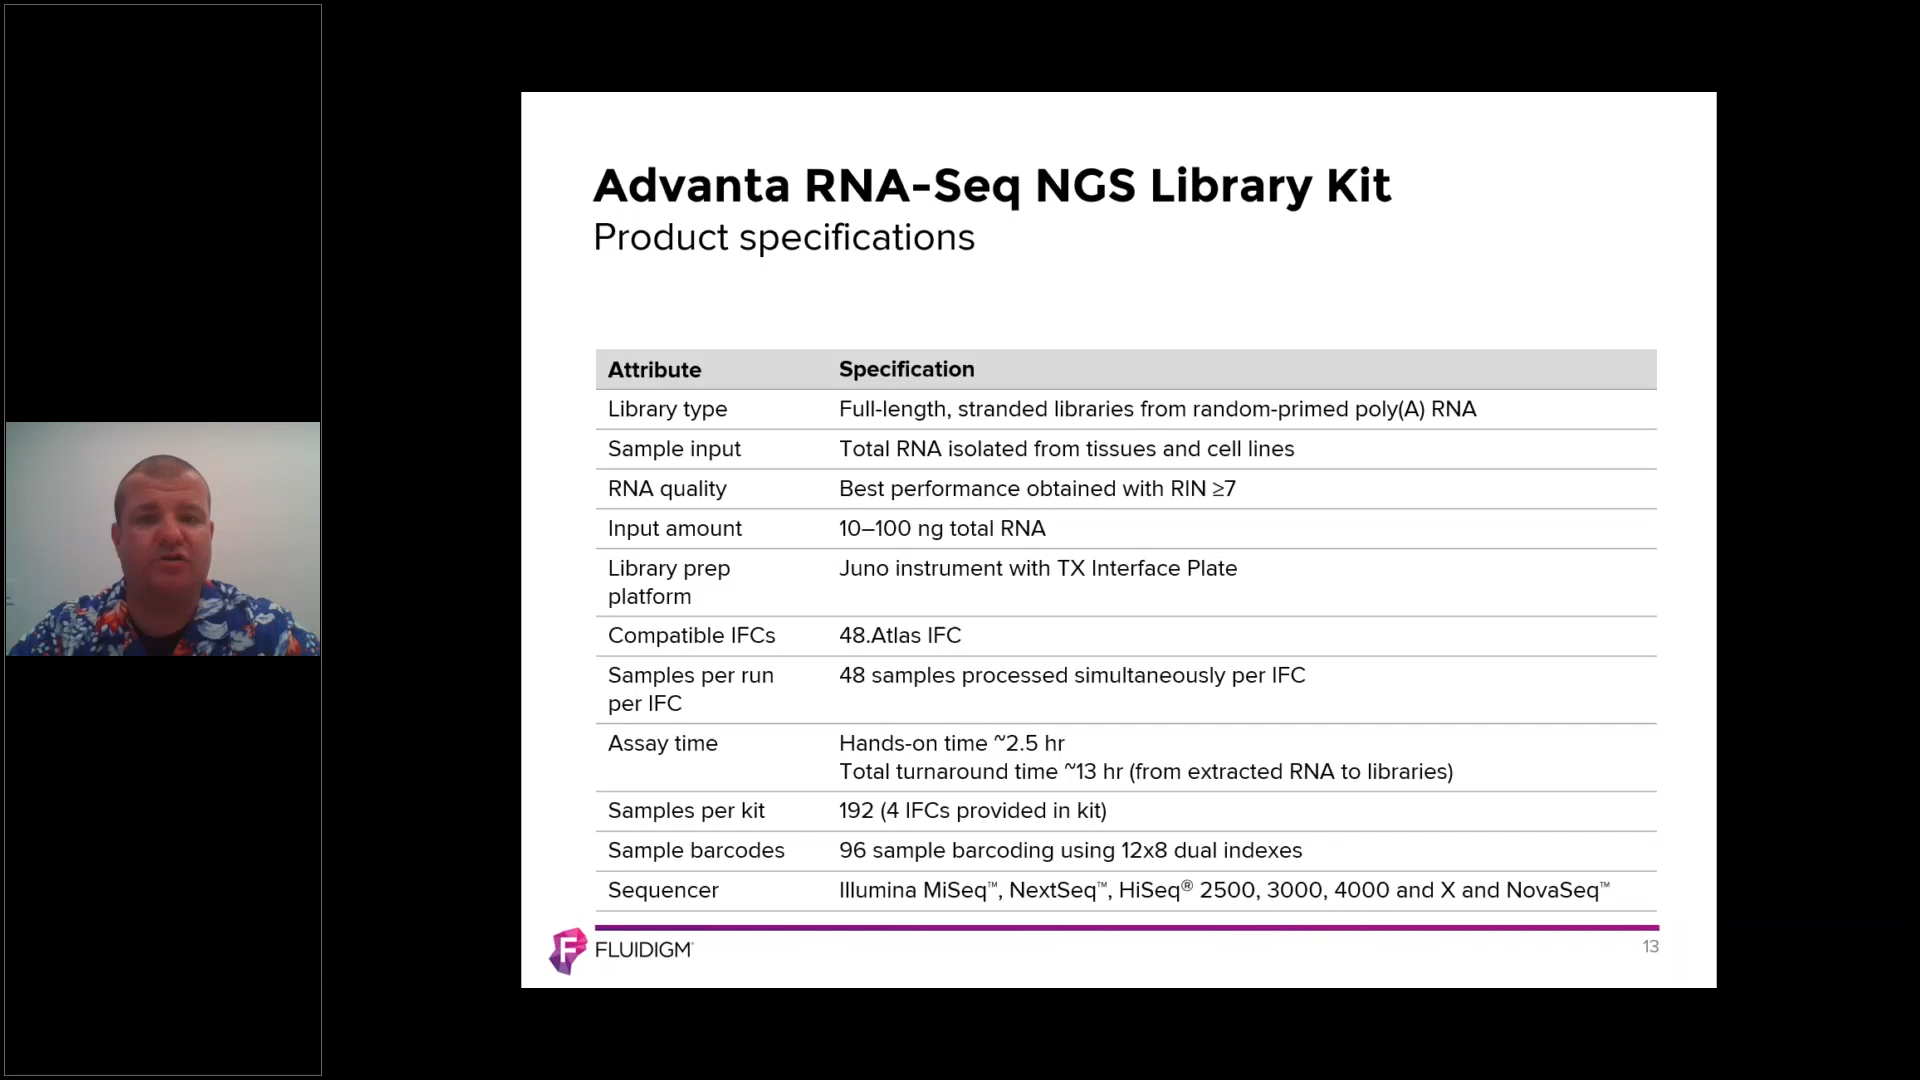 Advanta RNA-Seq NGS Library Kit
Product specifications
Attribute Specification
Library type Full-length, stranded libraries from random-primed poly(A) RNA
Sample input Total RNA isolated from tissues and cell lines
RNA quality Best performance obtained with RIN ≥7
Input amount 10–100 ng total RNA
Library prep Juno instrument with TX Interface Plate
platform
Compatible IFCs 48.Atlas IFC
Samples per run 48 samples processed simultaneously per IFC
per IFC
Assay time Hands-on time ~2.5 hr
Total turnaround time ~13 hr (from extracted RNA to libraries)
Samples per kit 192 (4 IFCs provided in kit)
Sample barcodes 96 sample barcoding using 12x8 dual indexes
Sequencer Illumina MiSeq™, NextSeq™, HiSeq® 2500, 3000, 4000 and X and NovaSeq™
F FLUIDIGM
13